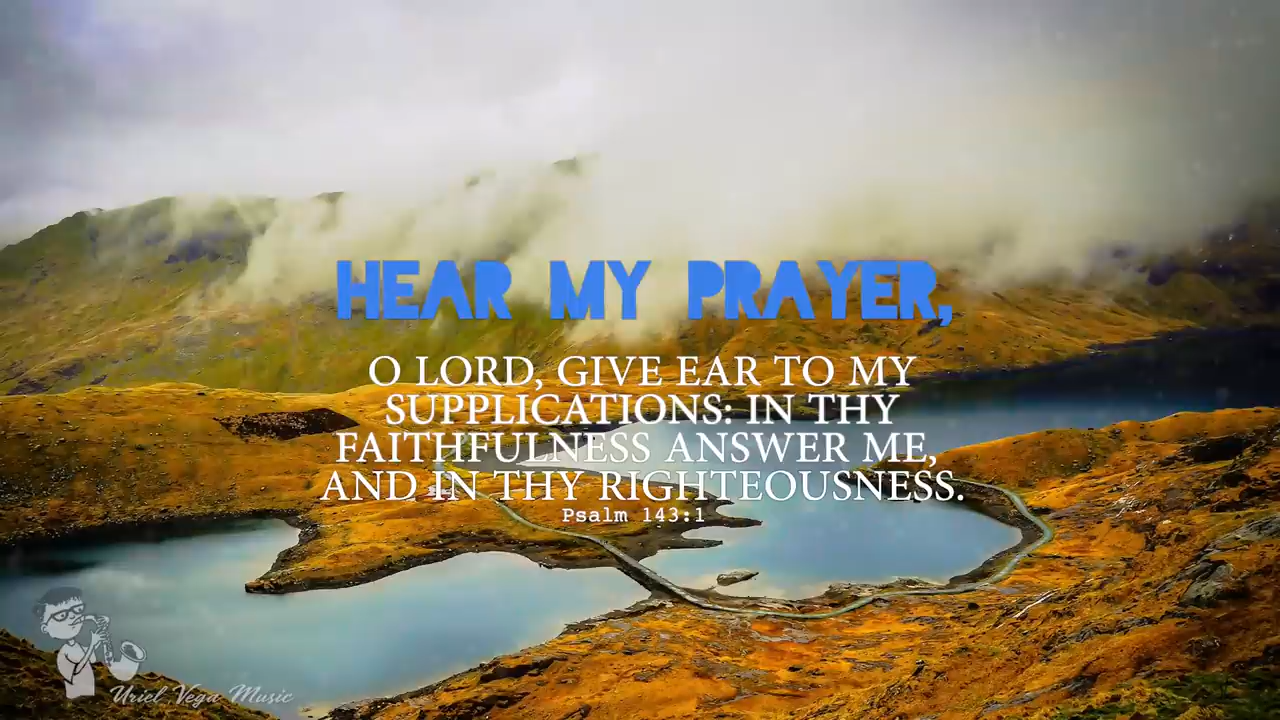 HEAR MY PRAYER,
O LORD, GIVE EAR TO MY
SUPPLICATIONS: IN THY
FAITHFULNESS ANSWER ME,
AND IN THY RIGHTEOUSNESS.
Psalm 143:1
Uriel Vega Music